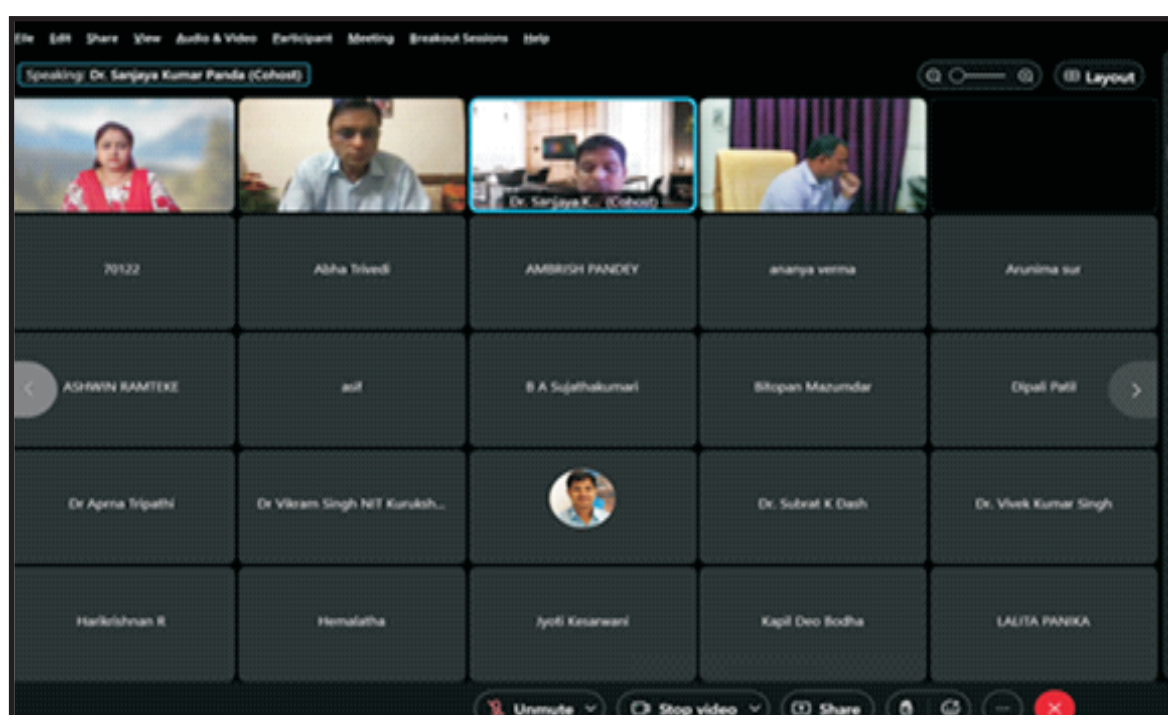 File Edit Share View Audio & Video Participant Meeting Breakout Sessions Help
Speaking: Dr. Sanjaya Kumar Panda (Cohost)
Layout
Dr. Sanjaya K... (Cohost)
70122 Abha Trivedi AMBRISH PANDEY ananya verma Arunima sur
ASHWIN RAMTEKE asif B A Sujathakumari Bitopan Mazumdar Dipali Patil
Dr Aprna Tripathi Dr Vikram Singh NIT Kuruksh... Dr. Subrat K Dash Dr. Vivek Kumar Singh
Harikrishnan R Hemalatha Jyoti Kesarwani Kapil Deo Bodha LALITA PANIKA
Unmute Stop video Share